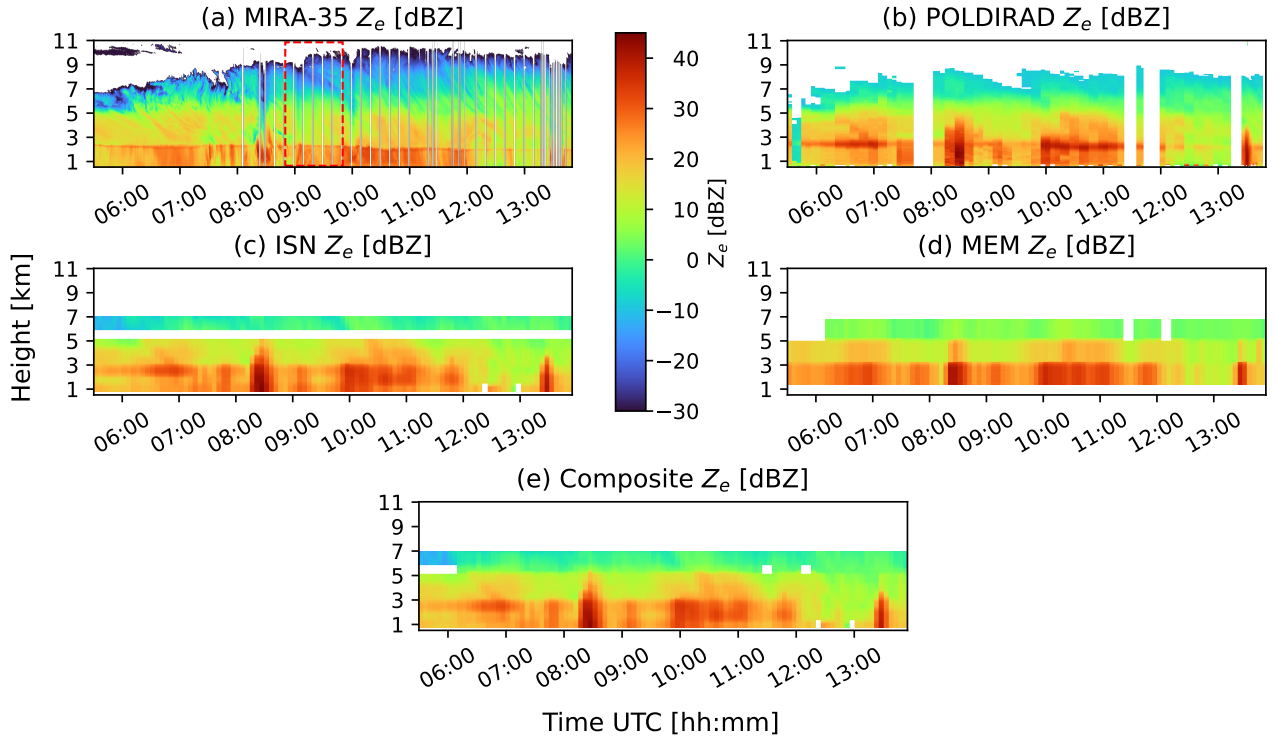 (a) MIRA-35 Zₑ [dBZ]
11
9
7
5
3
1
06:00 07:00 08:00 09:00 10:00 11:00 12:00 13:00
40
30
20
10
0
−10
−20
−30
Zₑ [dBZ]
(b) POLDIRAD Zₑ [dBZ]
11
9
7
5
3
1
06:00 07:00 08:00 09:00 10:00 11:00 12:00 13:00
Height [km]
(c) ISN Zₑ [dBZ]
11
9
7
5
3
1
06:00 07:00 08:00 09:00 10:00 11:00 12:00 13:00
(d) MEM Zₑ [dBZ]
11
9
7
5
3
1
06:00 07:00 08:00 09:00 10:00 11:00 12:00 13:00
(e) Composite Zₑ [dBZ]
11
9
7
5
3
1
06:00 07:00 08:00 09:00 10:00 11:00 12:00 13:00
Time UTC [hh:mm]